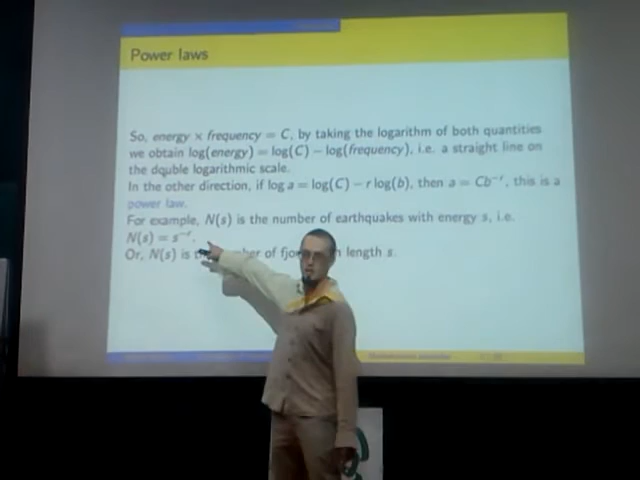 Power laws
So, energy × frequency = C, by taking the logarithm of both quantities
we obtain log(energy) = log(C) − log(frequency), i.e. a straight line on
the double logarithmic scale.
In the other direction, if log a = log(C) − r log(b), then a = Cb⁻ʳ, this is a
power law.
For example, N(s) is the number of earthquakes with energy s, i.e.
N(s) = s⁻ʳ.
Or, N(s) is of length s.